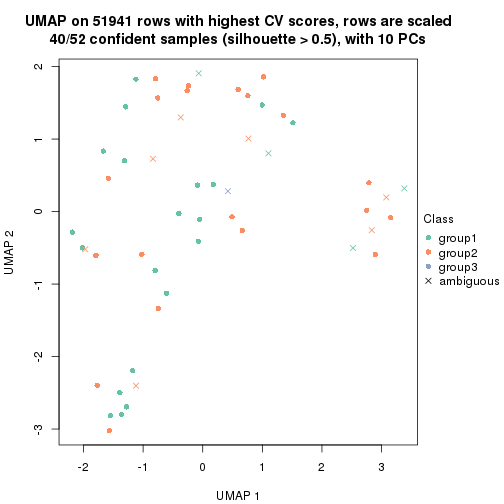 UMAP on 51941 rows with highest CV scores, rows are scaled
40/52 confident samples (silhouette > 0.5), with 10 PCs
2
1
0
-1
-2
-3
UMAP 2
-2
-1
0
1
2
3
UMAP 1
Class
group1
group2
group3
ambiguous